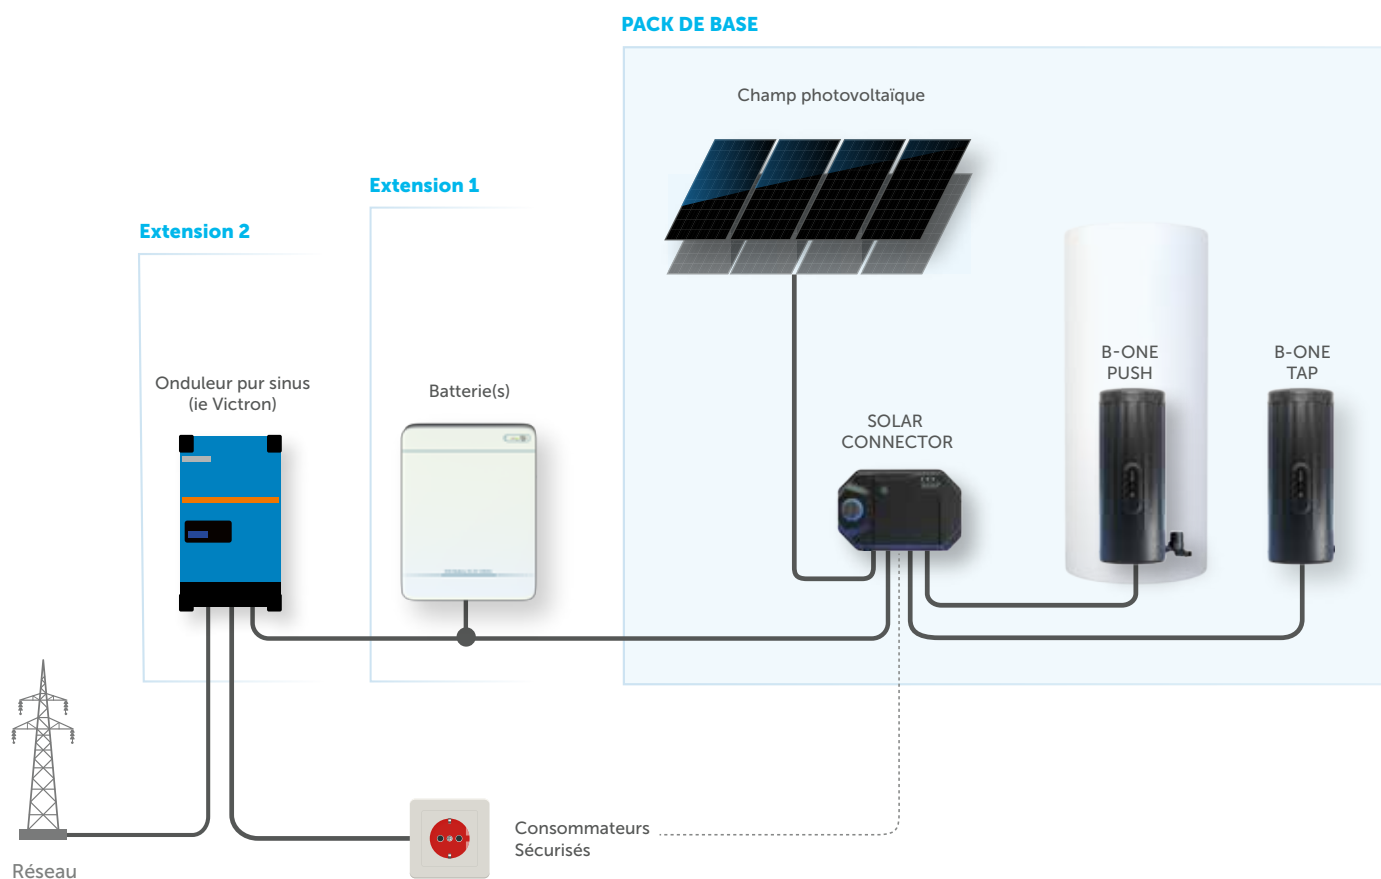 PACK DE BASE
Champ photovoltaïque
Extension 1
Extension 2
B-ONE
PUSH
B-ONE
TAP
Onduleur pur sinus
(ie Victron)
Batterie(s)
SOLAR
CONNECTOR
Consommateurs
Sécurisés
Réseau